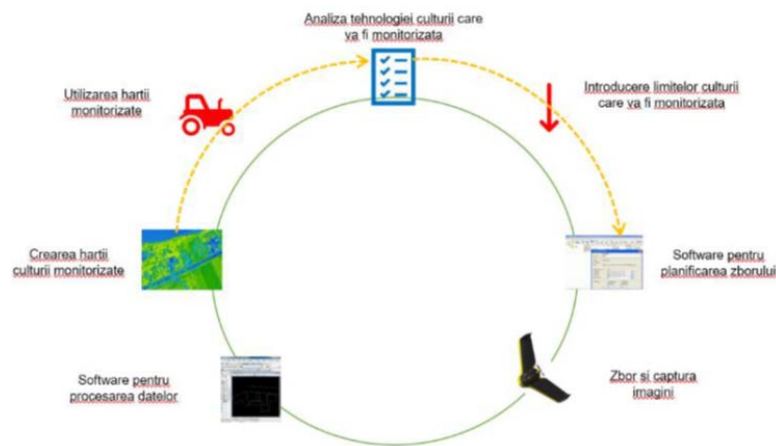 Analiza tehnologiei culturii care
va fi monitorizata
Utilizarea hartii
monitorizate
Introducere limitelor culturii
care va fi monitorizata
Crearea hartii
culturii monitorizate
Software pentru
planificarea zborului
Software pentru
procesarea datelor
Zbor si captura
imagini